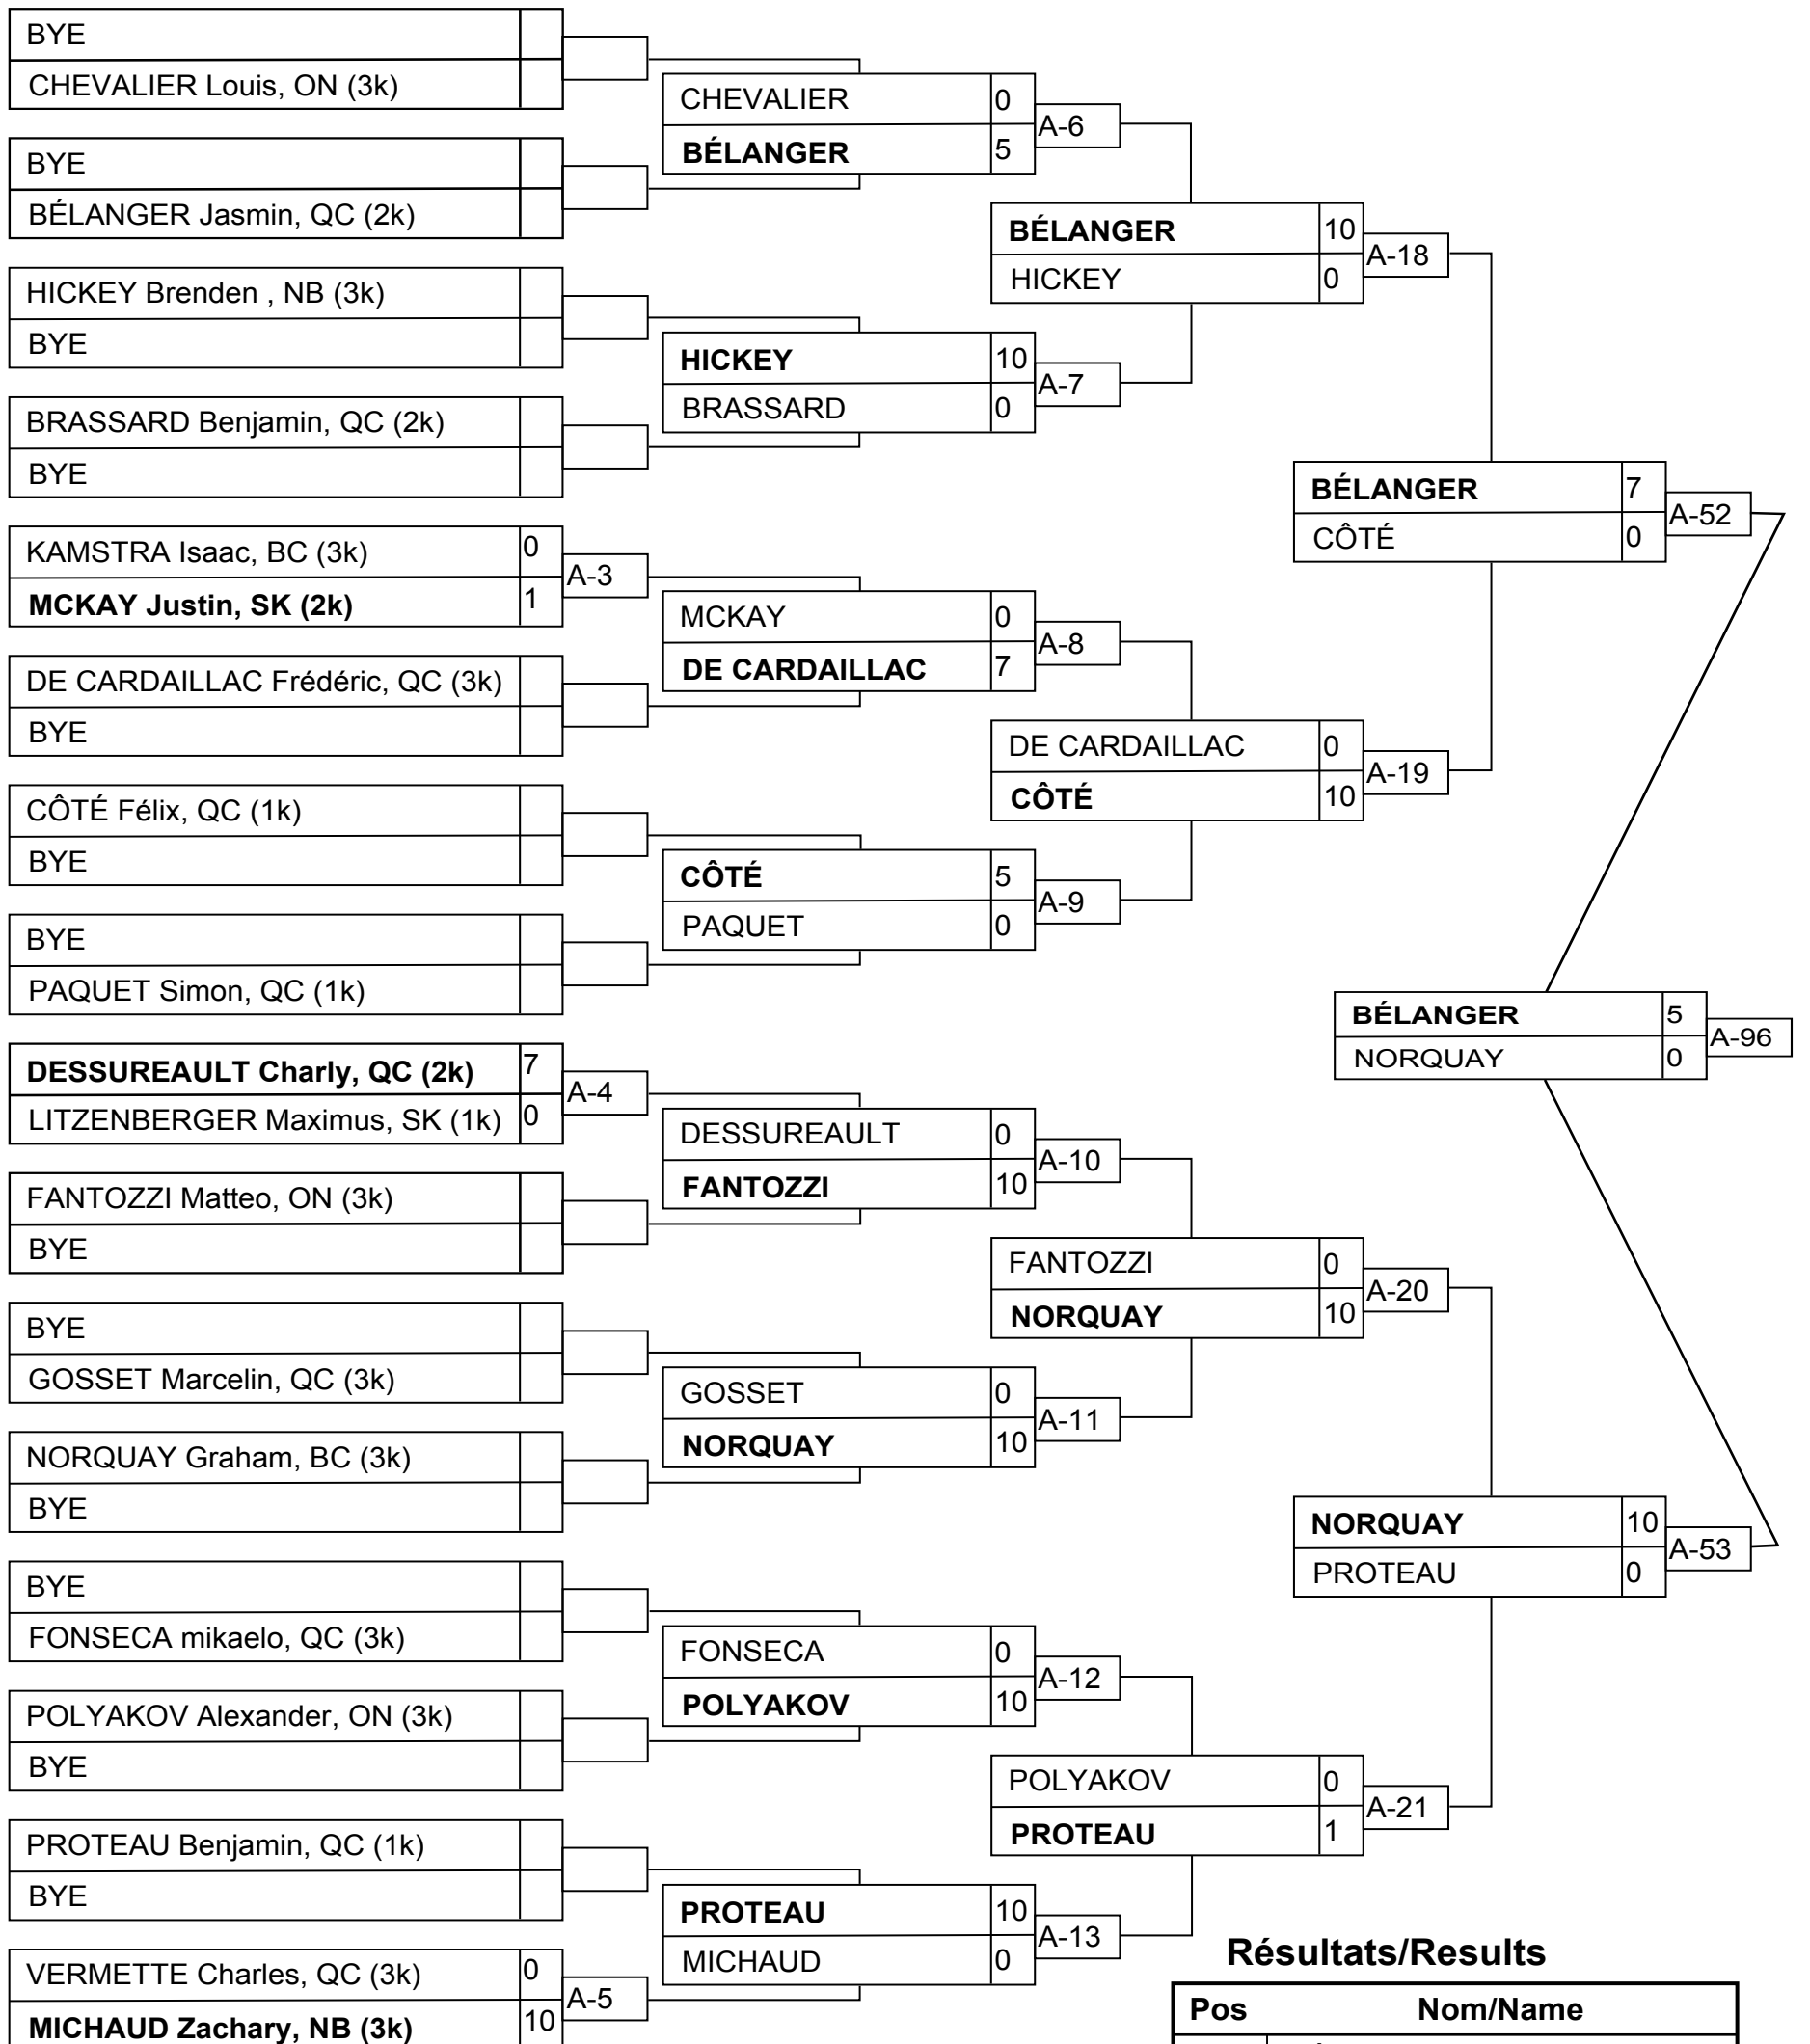 BYE
CHEVALIER Louis, ON (3k)
BYE
BÉLANGER Jasmin, QC (2k)
HICKEY Brenden , NB (3k)
BYE
BRASSARD Benjamin, QC (2k)
BYE
KAMSTRA Isaac, BC (3k) 0
MCKAY Justin, SK (2k) 1
A-3
DE CARDAILLAC Frédéric, QC (3k)
BYE
CÔTÉ Félix, QC (1k)
BYE
BYE
PAQUET Simon, QC (1k)
DESSUREAULT Charly, QC (2k) 7
LITZENBERGER Maximus, SK (1k) 0
A-4
FANTOZZI Matteo, ON (3k)
BYE
BYE
GOSSET Marcelin, QC (3k)
NORQUAY Graham, BC (3k)
BYE
BYE
FONSECA mikaelo, QC (3k)
POLYAKOV Alexander, ON (3k)
BYE
PROTEAU Benjamin, QC (1k)
BYE
VERMETTE Charles, QC (3k) 0
MICHAUD Zachary, NB (3k) 10
A-5
CHEVALIER 0
BÉLANGER 5
A-6
HICKEY 10
BRASSARD 0
A-7
MCKAY 0
DE CARDAILLAC 7
A-8
CÔTÉ 5
PAQUET 0
A-9
DESSUREAULT 0
FANTOZZI 10
A-10
GOSSET 0
NORQUAY 10
A-11
FONSECA 0
POLYAKOV 10
A-12
PROTEAU 10
MICHAUD 0
A-13
BÉLANGER 10
HICKEY 0
A-18
DE CARDAILLAC 0
CÔTÉ 10
A-19
FANTOZZI 0
NORQUAY 10
A-20
POLYAKOV 0
PROTEAU 1
A-21
BÉLANGER 7
CÔTÉ 0
A-52
NORQUAY 10
PROTEAU 0
A-53
BÉLANGER 5
NORQUAY 0
A-96
Résultats/Results
Pos Nom/Name